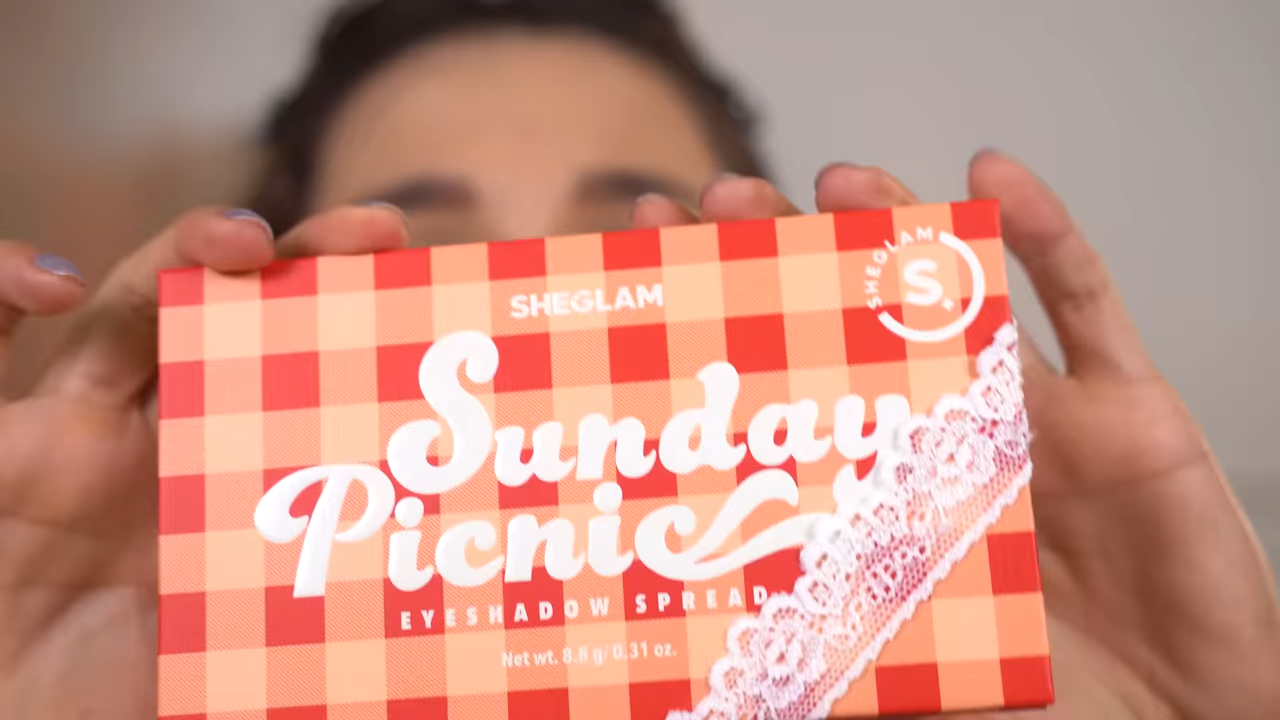 SHEGLAM
SHEGLAM
S.
Sunday
Picnic
EYESHADOW SPREAD
Net wt. 8.8 g/ 0.31 oz.